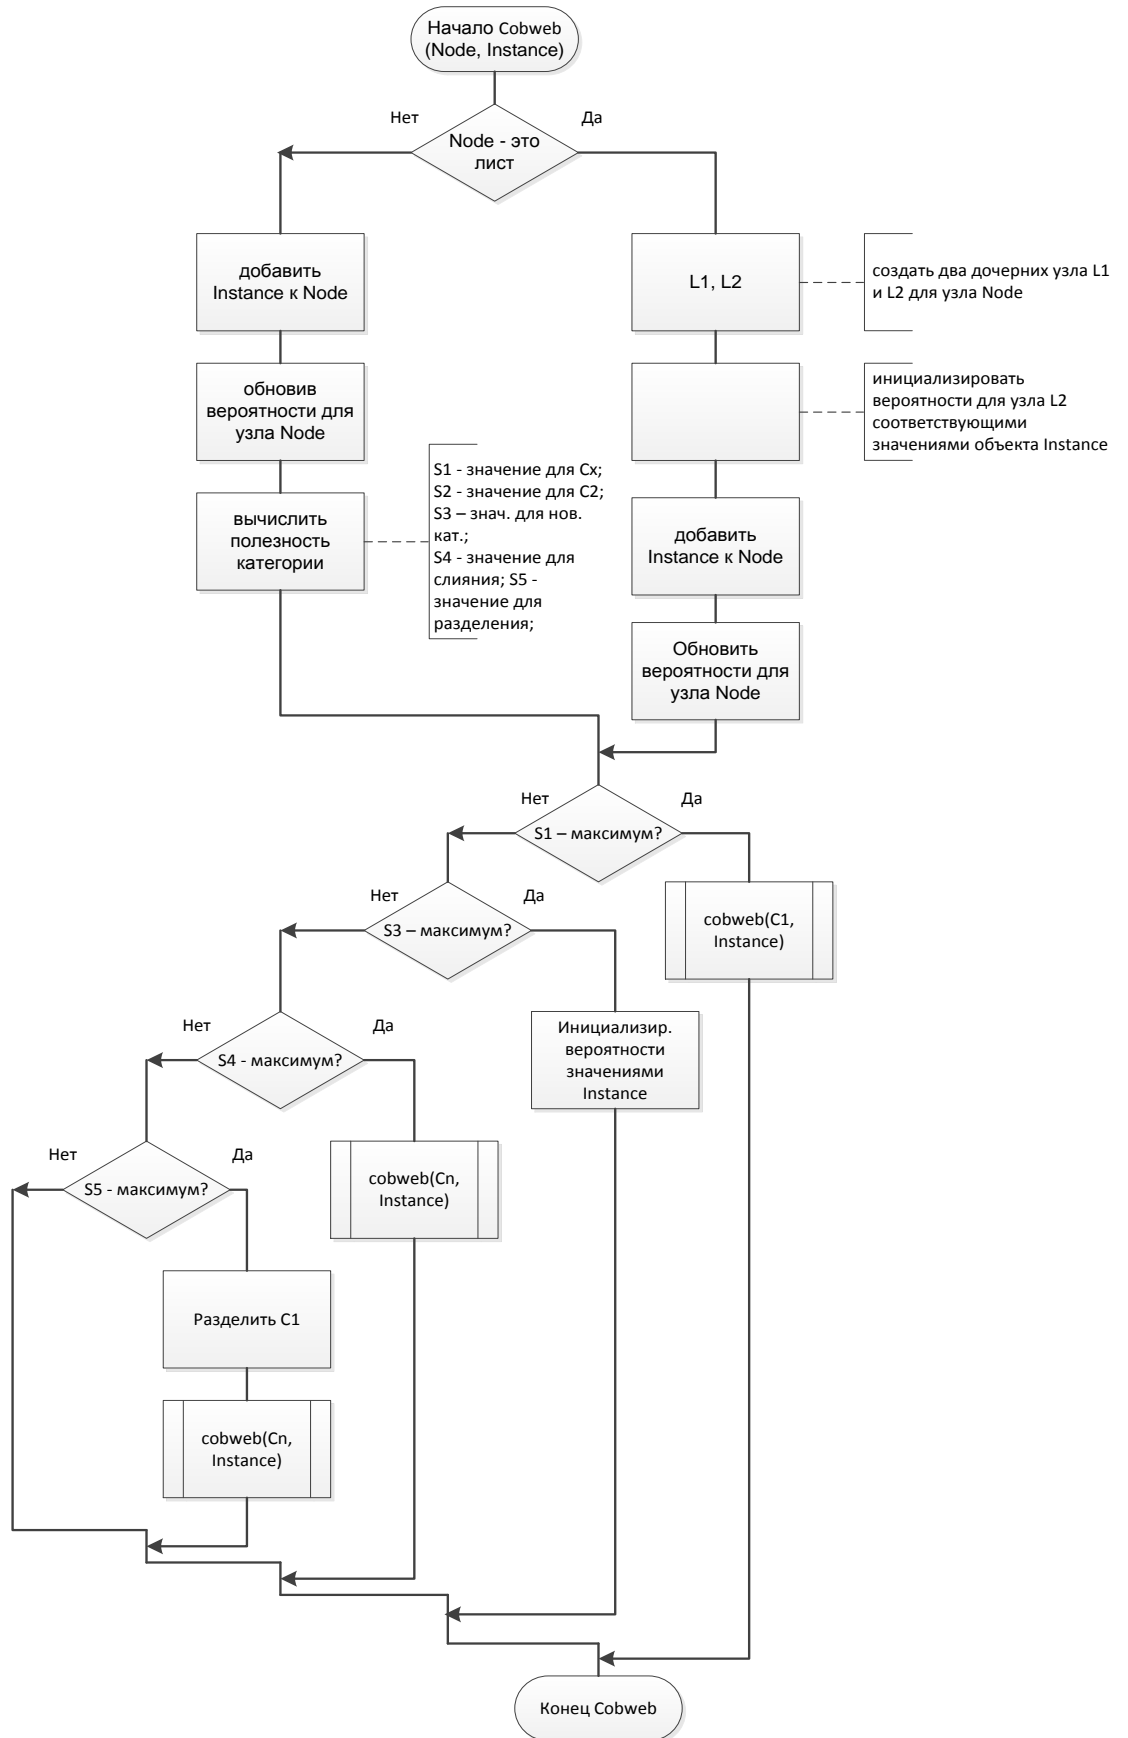 Начало Cobweb
(Node, Instance)
Нет
Да
Node - это
лист
добавить
Instance к Node
L1, L2
создать два дочерних узла L1
и L2 для узла Node
обновив
вероятности для
узла Node
инициализировать
вероятности для узла L2
соответствующими
значениями объекта Instance
вычислить
полезность
категории
S1 - значение для Сх;
S2 - значение для С2;
S3 – знач. для нов.
кат.;
S4 - значение для
слияния; S5 -
значение для
разделения;
добавить
Instance к Node
Обновить
вероятности для
узла Node
Нет
Да
S1 – максимум?
Нет
Да
S3 – максимум?
cobweb(C1,
Instance)
Нет
Да
S4 - максимум?
Инициализир.
вероятности
значениями
Instance
Нет
Да
S5 - максимум?
cobweb(Cn,
Instance)
Разделить С1
cobweb(Cn,
Instance)
Конец Cobweb